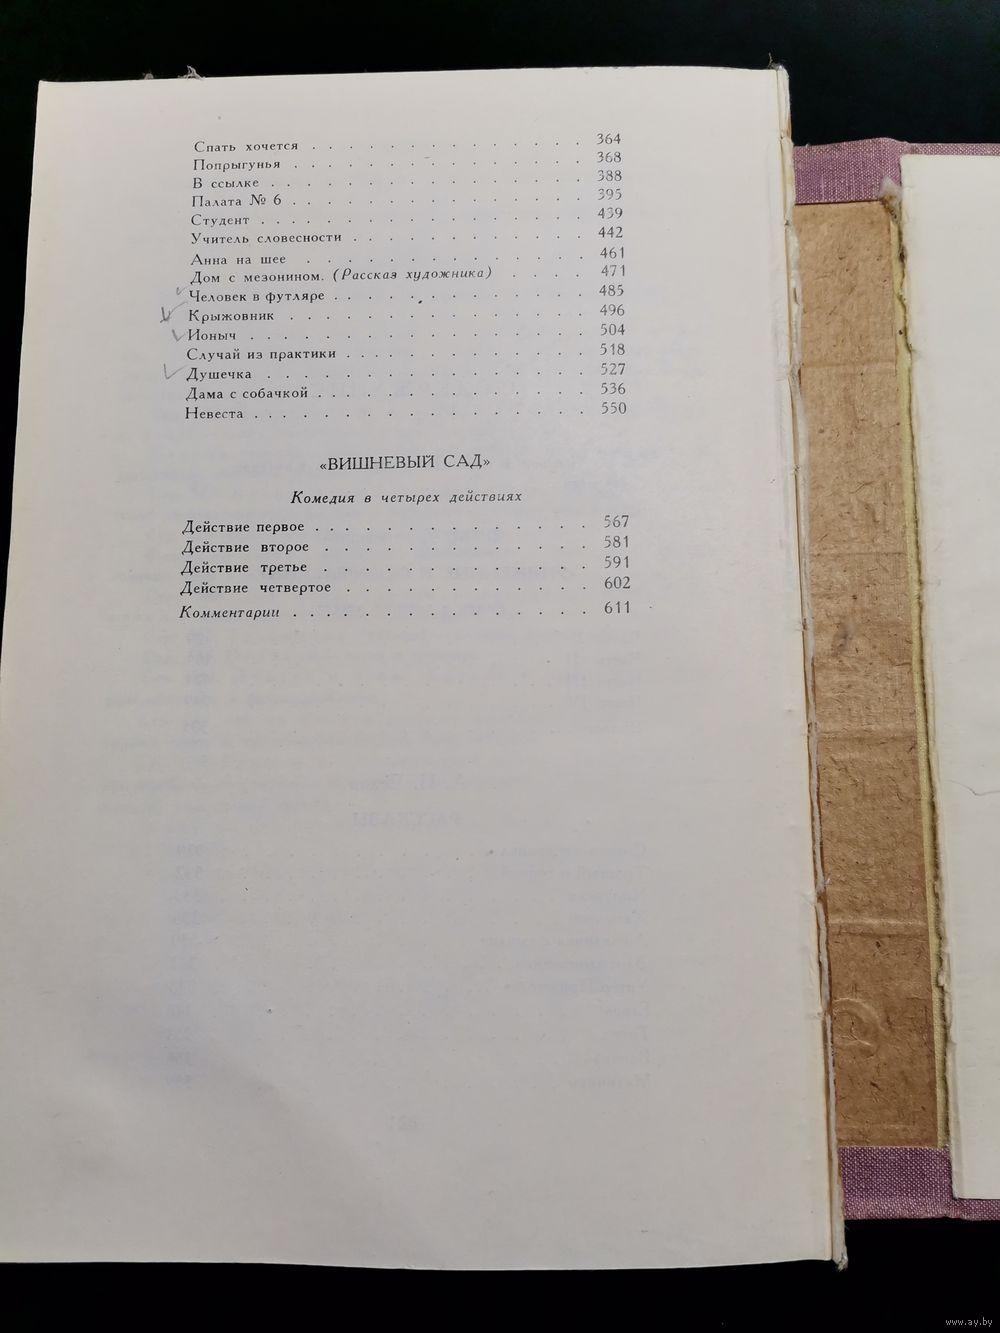 Спать хочется . . . . . . . . . . . . . . 364
Попрыгунья . . . . . . . . . . . . . . . 368
В ссылке . . . . . . . . . . . . . . . . 388
Палата № 6 . . . . . . . . . . . . . . . 395
Студент . . . . . . . . . . . . . . . . . 439
Учитель словесности . . . . . . . . . . . 442
Анна на шее . . . . . . . . . . . . . . . 461
Дом с мезонином. (Рассказ художника) . . . . 471
Человек в футляре . . . . . . . . . . . . 485
Крыжовник . . . . . . . . . . . . . . . . 496
Ионыч . . . . . . . . . . . . . . . . . . 504
Случай из практики . . . . . . . . . . . . 518
Душечка . . . . . . . . . . . . . . . . . 527
Дама с собачкой . . . . . . . . . . . . . 536
Невеста . . . . . . . . . . . . . . . . . 550
«ВИШНЕВЫЙ САД»
Комедия в четырех действиях
Действие первое . . . . . . . . . . . . . 567
Действие второе . . . . . . . . . . . . . 581
Действие третье . . . . . . . . . . . . . 591
Действие четвертое . . . . . . . . . . . . 602
Комментарии . . . . . . . . . . . . . . . 611
www.ay.by